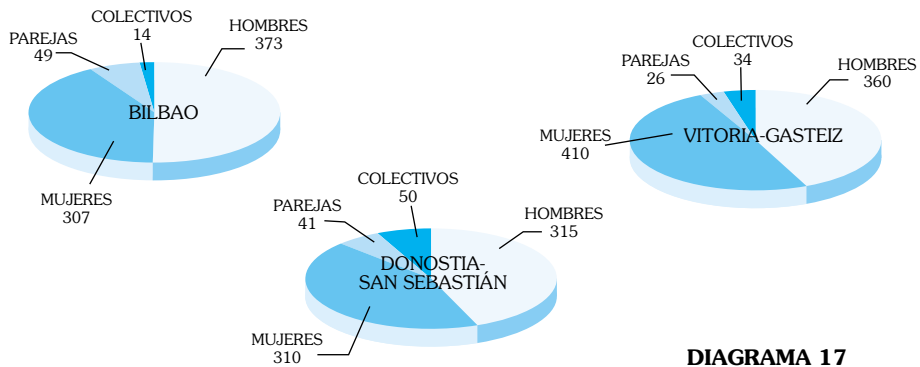 COLECTIVOS
14
HOMBRES
373
PAREJAS
49
BILBAO
MUJERES
307
COLECTIVOS
34
PAREJAS
26
HOMBRES
360
MUJERES
410
VITORIA-GASTEIZ
COLECTIVOS
50
PAREJAS
41
HOMBRES
315
DONOSTIA-
SAN SEBASTIÁN
MUJERES
310
DIAGRAMA 17